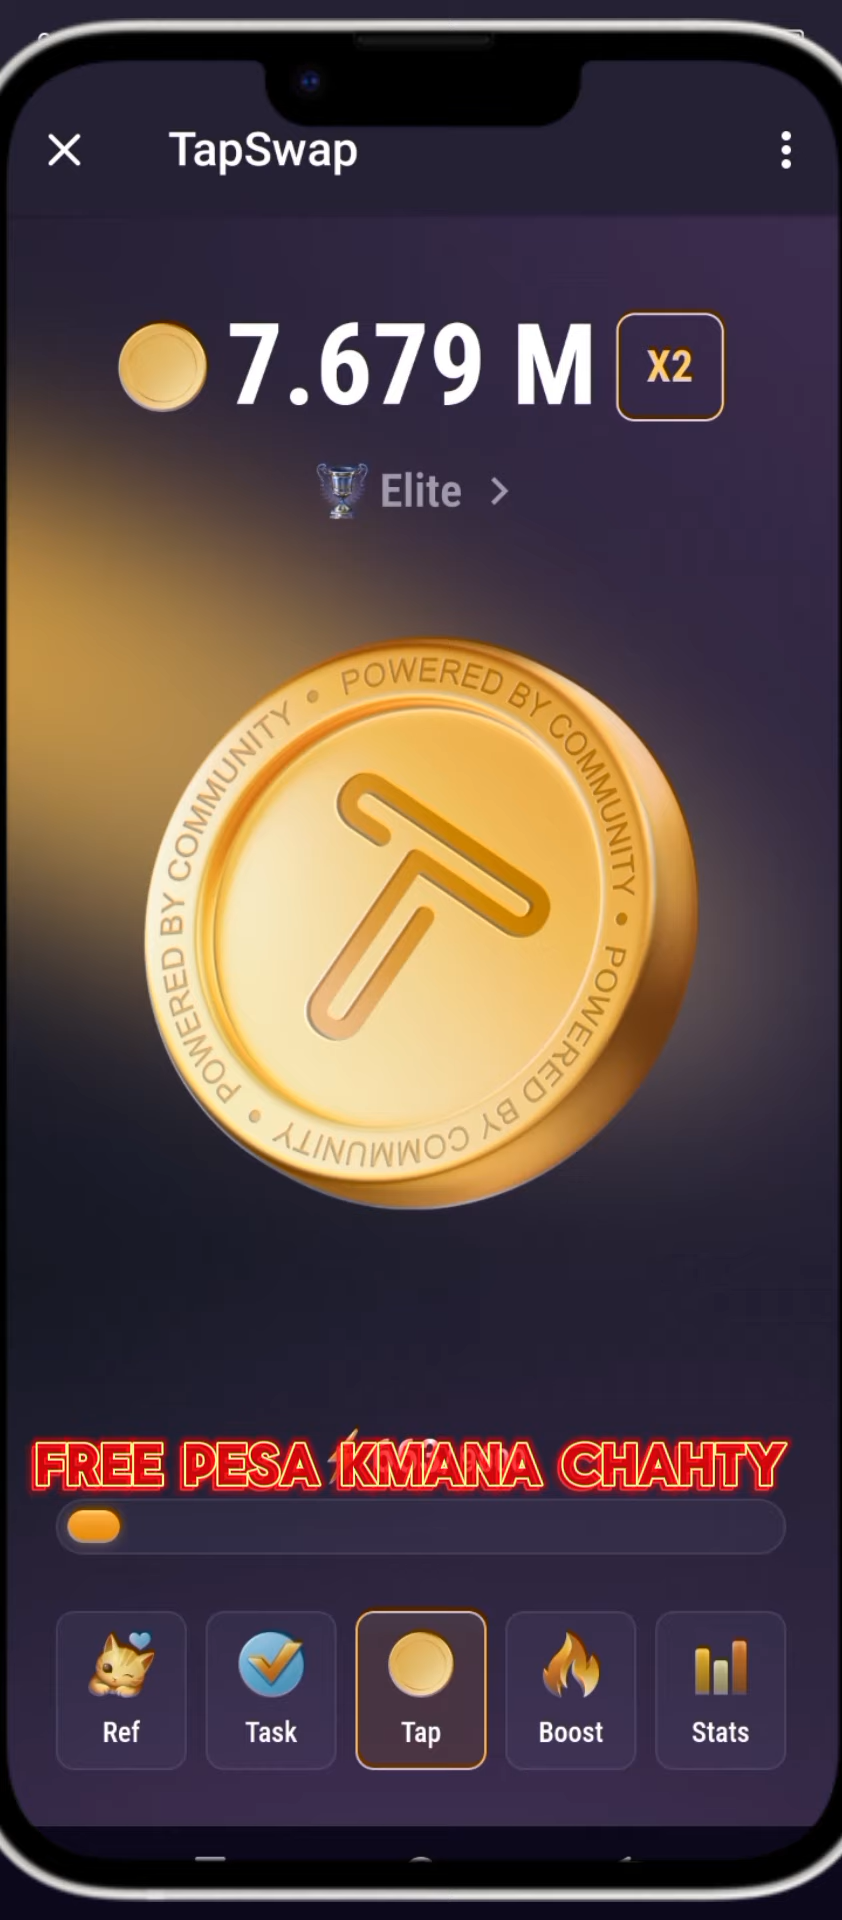 TapSwap
7.679 M X2
Elite
POWERED BY COMMUNITY • POWERED BY COMMUNITY • POWERED BY COMMUNITY •
FREE PESA KMANA CHAHTY
Ref Task Tap Boost Stats